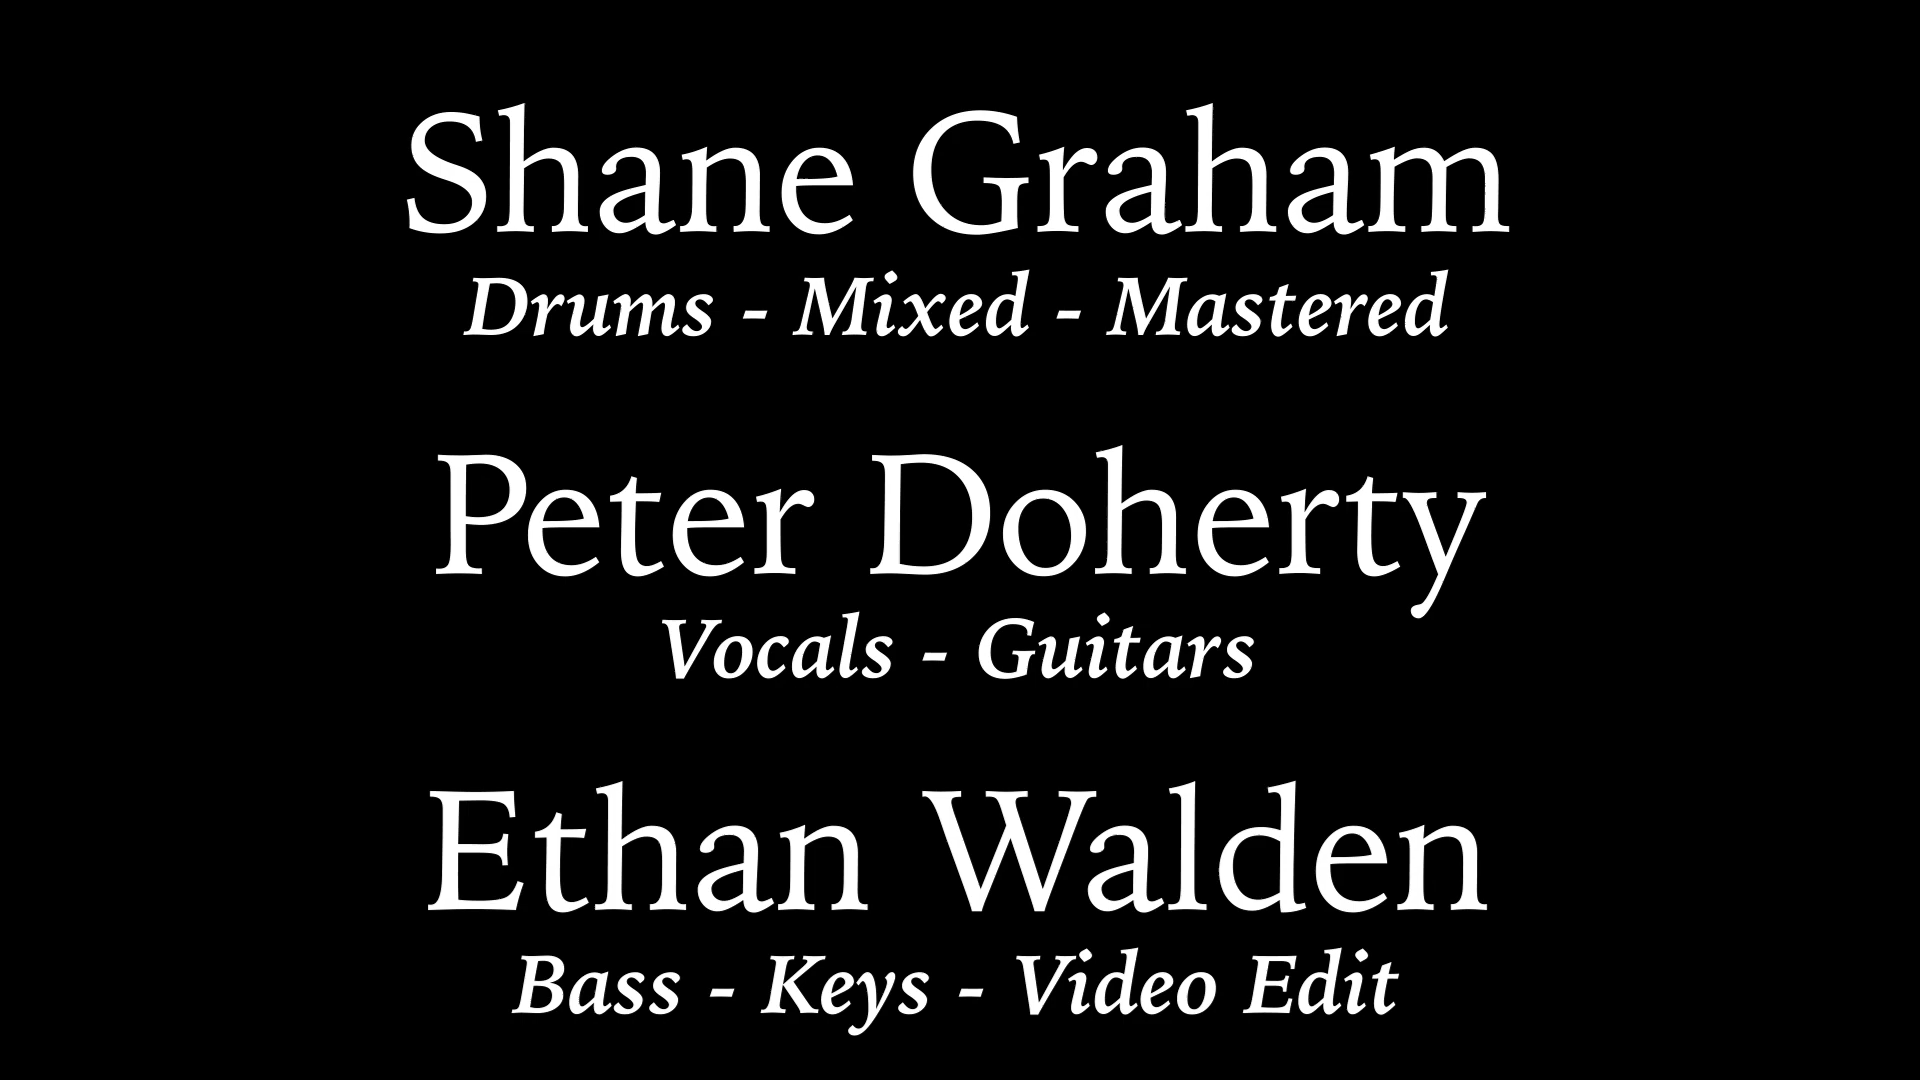 Shane Graham
Drums - Mixed - Mastered
Peter Doherty
Vocals - Guitars
Ethan Walden
Bass - Keys - Video Edit